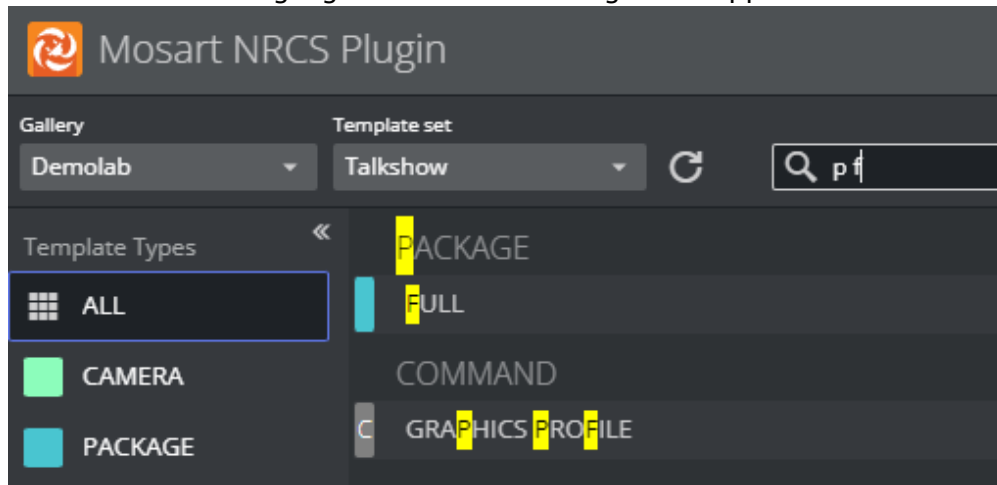 Mosart NRCS Plugin
Gallery
Template set
Demolab
Talkshow
p f
Template Types
«
PACKAGE
ALL
FULL
CAMERA
COMMAND
PACKAGE
C GRAPHICS PROFILE